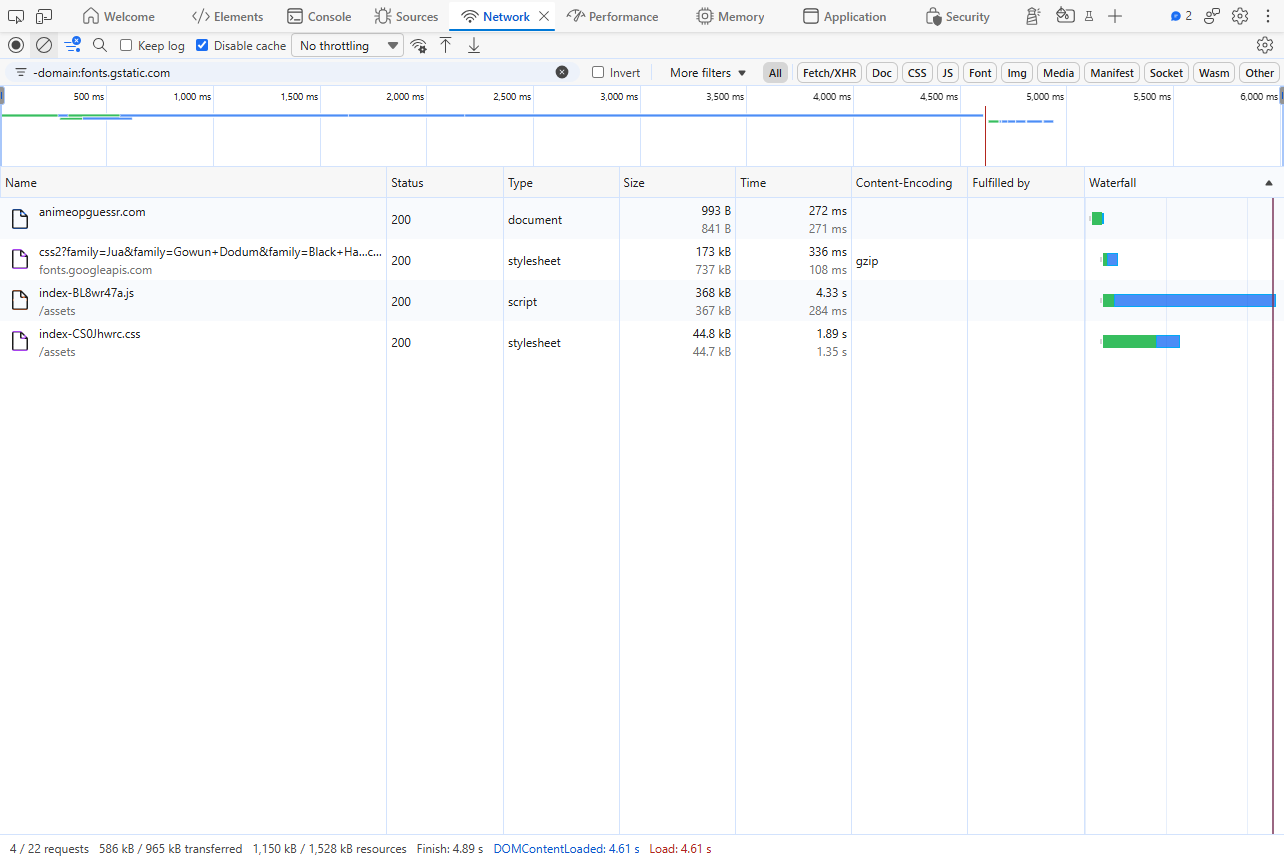 Welcome Elements Console Sources Network Performance Memory Application Security 2
Keep log Disable cache No throttling
-domain:fonts.gstatic.com Invert More filters All Fetch/XHR Doc CSS JS Font Img Media Manifest Socket Wasm Other
500 ms 1,000 ms 1,500 ms 2,000 ms 2,500 ms 3,000 ms 3,500 ms 4,000 ms 4,500 ms 5,000 ms 5,500 ms 6,000 ms
Name Status Type Size Time Content-Encoding Fulfilled by Waterfall
animeopguessr.com 200 document 993 B 272 ms
841 B 271 ms
css2?family=Jua&family=Gowun+Dodum&family=Black+Ha...c... 200 stylesheet 173 kB 336 ms gzip
fonts.googleapis.com 737 kB 108 ms
index-BL8wr47a.js 200 script 368 kB 4.33 s
/assets 367 kB 284 ms
index-CS0Jhwrc.css 200 stylesheet 44.8 kB 1.89 s
/assets 44.7 kB 1.35 s
4 / 22 requests 586 kB / 965 kB transferred 1,150 kB / 1,528 kB resources Finish: 4.89 s DOMContentLoaded: 4.61 s Load: 4.61 s